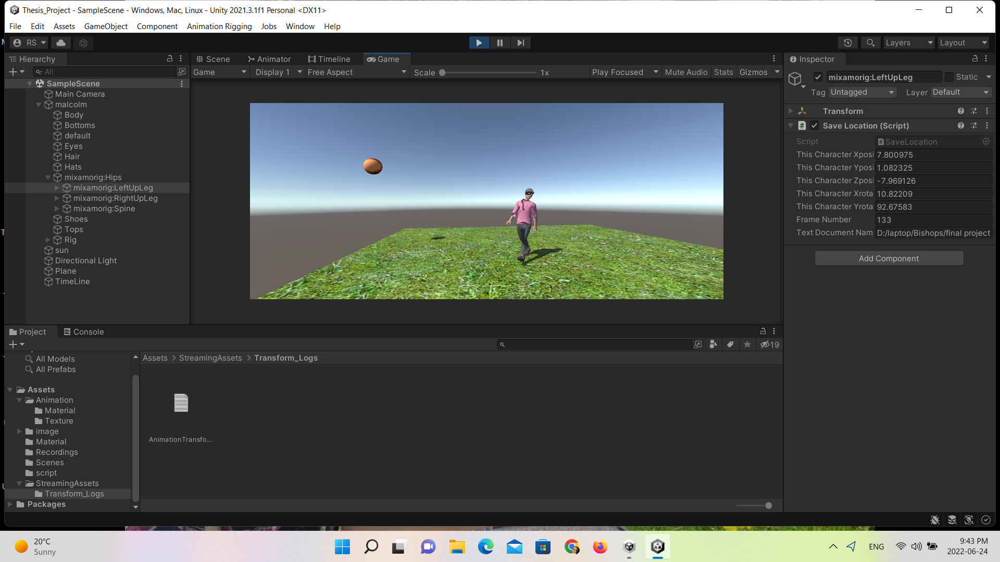 Thesis_Project - SampleScene - Windows, Mac, Linux - Unity 2021.3.1f1 Personal <DX11>
File Edit Assets GameObject Component Animation Rigging Jobs Window Help
RS Layers Layout
Hierarchy
All
SampleScene
Main Camera
malcolm
Body
Bottoms
default
Eyes
Hair
Hats
mixamorig:Hips
mixamorig:LeftUpLeg
mixamorig:RightUpLeg
mixamorig:Spine
Shoes
Tops
Rig
sun
Directional Light
Plane
TimeLine
Scene Animator Timeline Game
Game Display 1 Free Aspect Scale 1x Play Focused Mute Audio Stats Gizmos
Inspector
mixamorig:LeftUpLeg Static
Tag Untagged Layer Default
Transform
Save Location (Script)
Script SaveLocation
This Character Xposi 7.800975
This Character Yposi 1.082325
This Character Zposi -7.969126
This Character Xrota 10.82209
This Character Yrota 92.67583
Frame Number 133
Text Document Nam D:/laptop/Bishops/final project
Add Component
Project Console
19
All Models
All Prefabs
Assets
Animation
Material
Texture
image
Material
Recordings
Scenes
script
StreamingAssets
Transform_Logs
Packages
Assets > StreamingAssets > Transform_Logs
AnimationTransfo...
20°C
Sunny
ENG
9:43 PM
2022-06-24